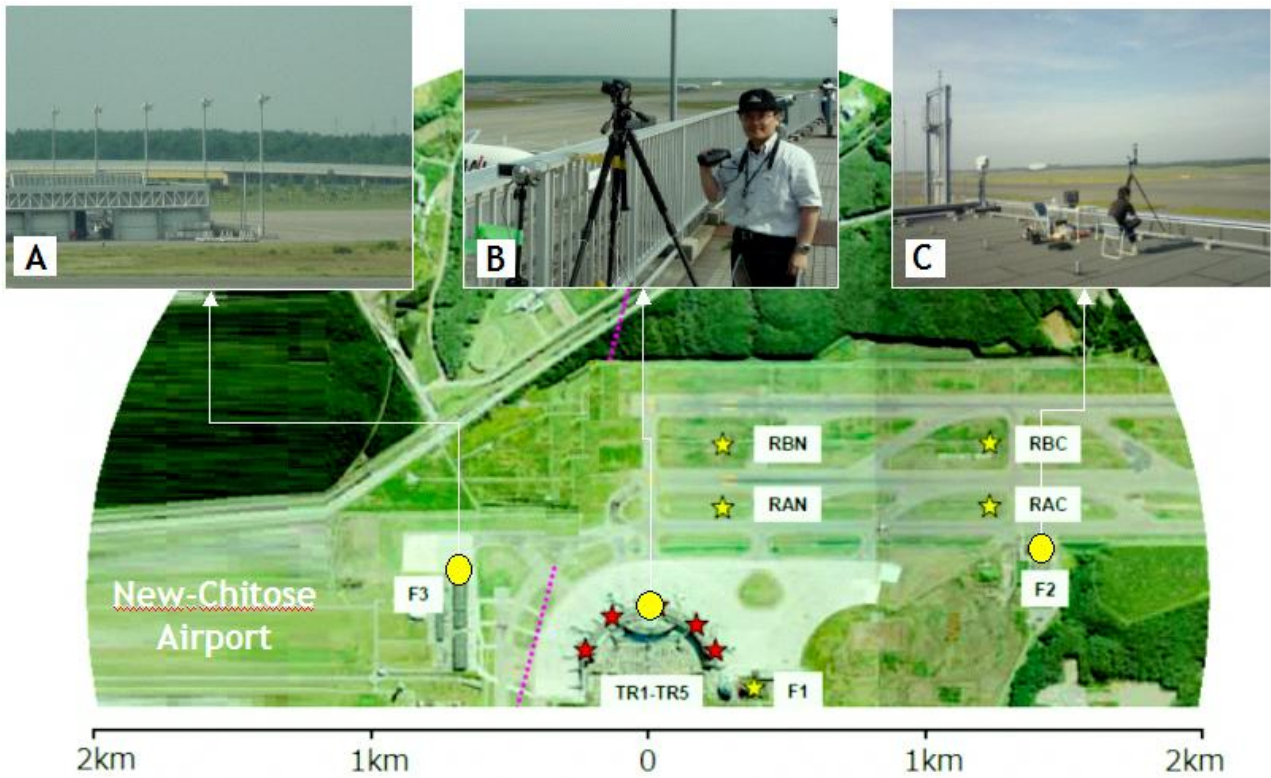 A
B
C
RBN
RBC
RAN
RAC
F3
F2
New-Chitose
Airport
TR1-TR5
F1
2km
1km
0
1km
2km